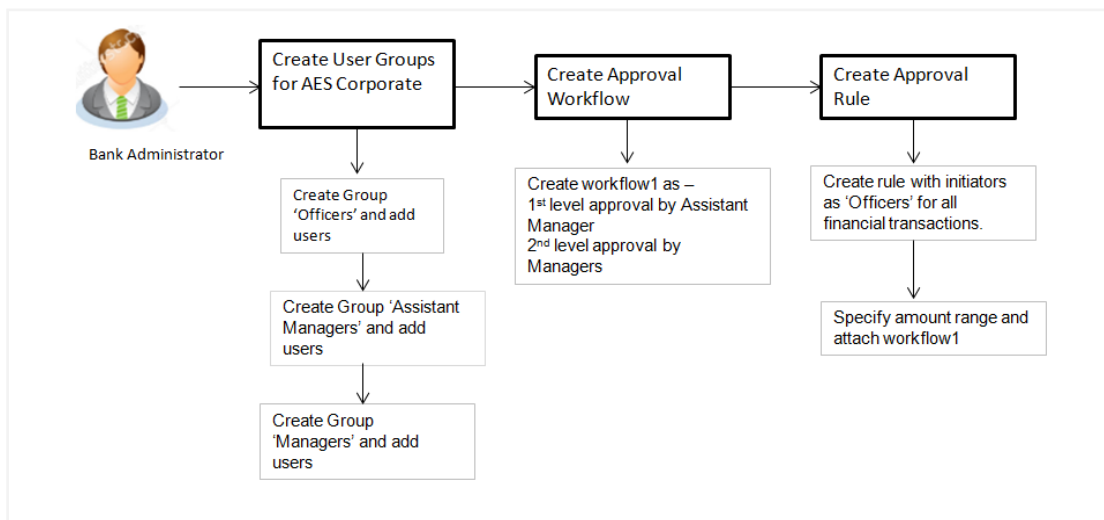 Bank Administrator
Create User Groups
for AES Corporate
Create Group
'Officers' and add
users
Create Group ‘Assistant
Managers’ and add
users
Create Group
‘Managers’ and add
users
Create Approval
Workflow
Create workflow1 as –
1st level approval by Assistant
Manager
2nd level approval by
Managers
Create Approval
Rule
Create rule with initiators
as ‘Officers’ for all
financial transactions.
Specify amount range and
attach workflow1